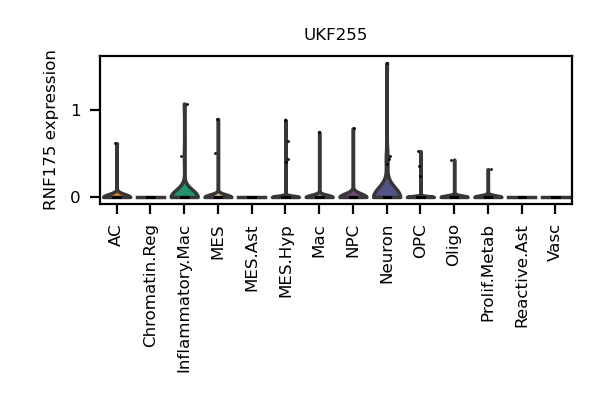 UKF255
RNF175 expression
1
0
AC
Chromatin.Reg
Inflammatory.Mac
MES
MES.Ast
MES.Hyp
Mac
NPC
Neuron
OPC
Oligo
Prolif.Metab
Reactive.Ast
Vasc